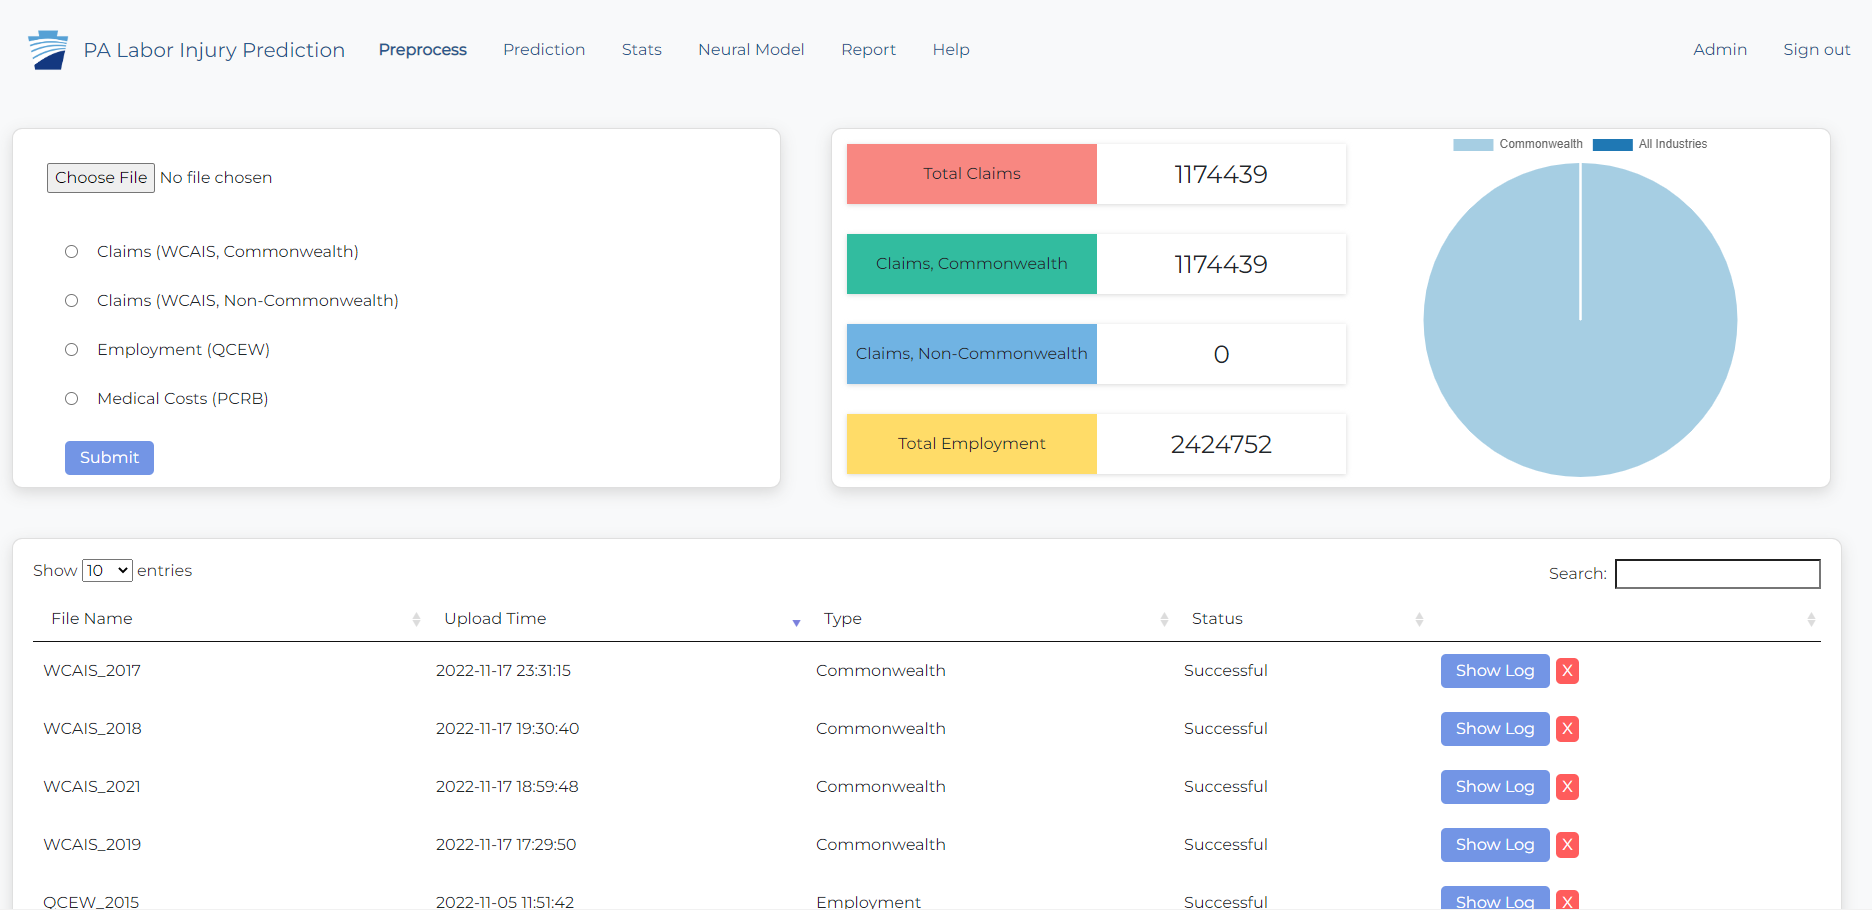 PA Labor Injury Prediction Preprocess Prediction Stats Neural Model Report Help Admin Sign out
Choose File No file chosen
Claims (WCAIS, Commonwealth)
Claims (WCAIS, Non-Commonwealth)
Employment (QCEW)
Medical Costs (PCRB)
Submit
Total Claims 1174439
Claims, Commonwealth 1174439
Claims, Non-Commonwealth 0
Total Employment 2424752
Commonwealth All Industries
Show 10 entries Search:
File Name Upload Time Type Status
WCAIS_2017 2022-11-17 23:31:15 Commonwealth Successful Show Log X
WCAIS_2018 2022-11-17 19:30:40 Commonwealth Successful Show Log X
WCAIS_2021 2022-11-17 18:59:48 Commonwealth Successful Show Log X
WCAIS_2019 2022-11-17 17:29:50 Commonwealth Successful Show Log X
QCEW_2015 2022-11-05 11:51:42 Employment Successful Show Log X